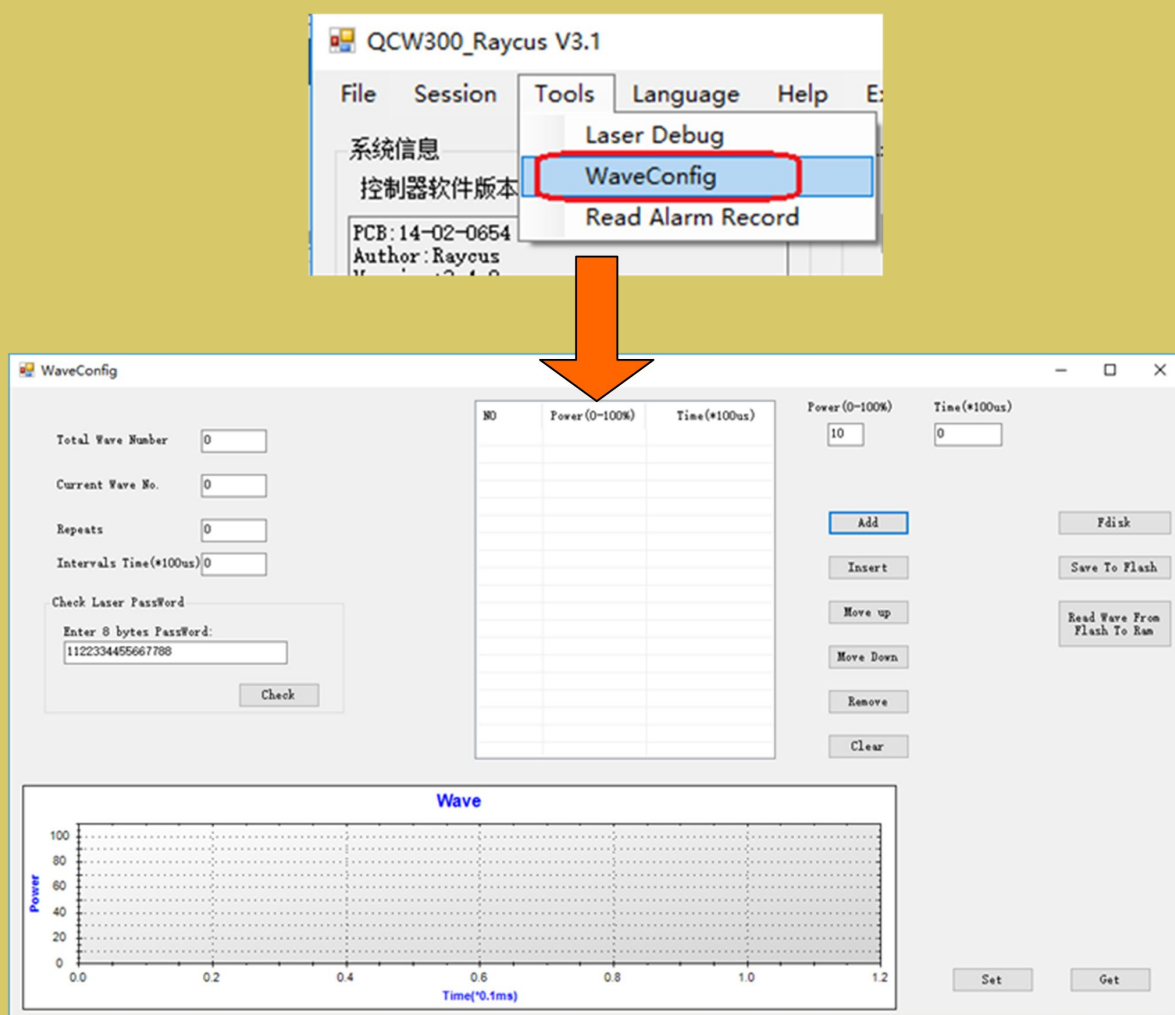 QCW300_Raycus V3.1
File Session Tools Language Help
Laser Debug
系统信息
WaveConfig
控制器软件版本
Read Alarm Record
PCB:14-02-0654
Author:Raycus
WaveConfig
NO Power(0-100%) Time(*100us)
Power(0-100%) Time(*100us)
10 0
Total Wave Number 0
Current Wave No. 0
Repeats 0
Intervals Time(*100us) 0
Check Laser PassWord
Enter 8 bytes PassWord:
1122334455667788
Check
Add
Insert
Move up
Move Down
Remove
Clear
Fdisk
Save To Flash
Read Wave From
Flash To Ram
Wave
Power
100
80
60
40
20
0
0.0 0.2 0.4 0.6 0.8 1.0 1.2
Time(*0.1ms)
Set Get